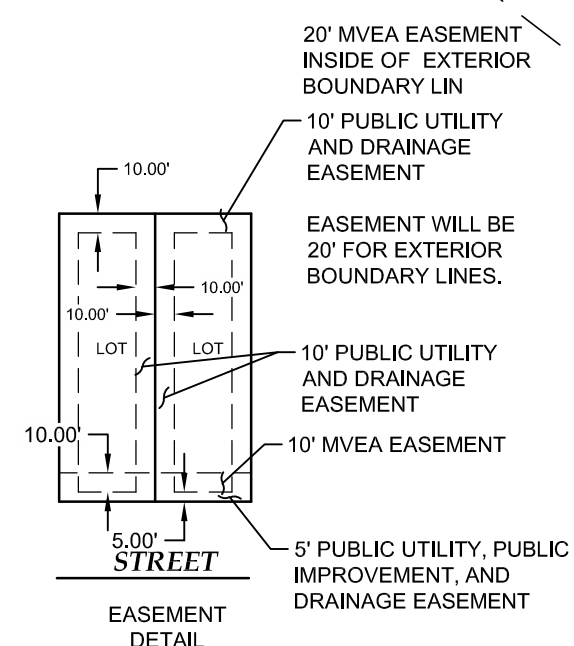 20' MVEA EASEMENT
INSIDE OF EXTERIOR
BOUNDARY LIN
10' PUBLIC UTILITY
AND DRAINAGE
EASEMENT
10.00'
EASEMENT WILL BE
20' FOR EXTERIOR
BOUNDARY LINES.
10.00'
10.00'
LOT
LOT
10' PUBLIC UTILITY
AND DRAINAGE
EASEMENT
10.00'
10' MVEA EASEMENT
5.00'
STREET
5' PUBLIC UTILITY, PUBLIC
IMPROVEMENT, AND
DRAINAGE EASEMENT
EASEMENT
DETAIL